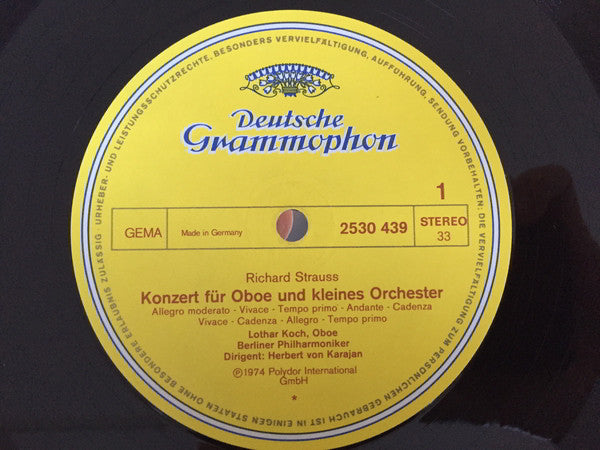 URHEBER- UND LEISTUNGSSCHUTZRECHTE, BESONDERS VERVIELFÄLTIGUNG, AUFFÜHRUNG, SENDUNG VORBEHALTEN; DIE VERVIELFÄLTIGUNG ZUM PERSÖNLICHEN GEBRAUCH IST IN EINIGEN STAATEN OHNE BESONDERE ERLAUBNIS ZULÄSSIG
Deutsche
Grammophon
1
GEMA Made in Germany 2530 439 STEREO
33
Richard Strauss
Konzert für Oboe und kleines Orchester
Allegro moderato - Vivace - Tempo primo - Andante - Cadenza
Vivace - Cadenza - Allegro - Tempo primo
Lothar Koch, Oboe
Berliner Philharmoniker
Dirigent: Herbert von Karajan
Ⓟ1974 Polydor International
GmbH
*